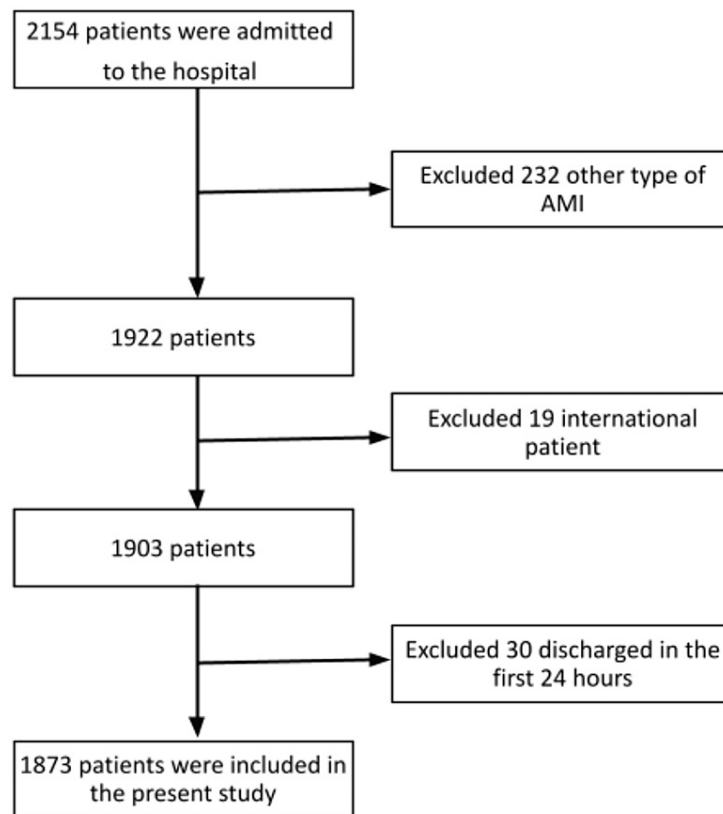 2154 patients were admitted
to the hospital
Excluded 232 other type of
AMI
1922 patients
Excluded 19 international
patient
1903 patients
Excluded 30 discharged in the
first 24 hours
1873 patients were included in
the present study